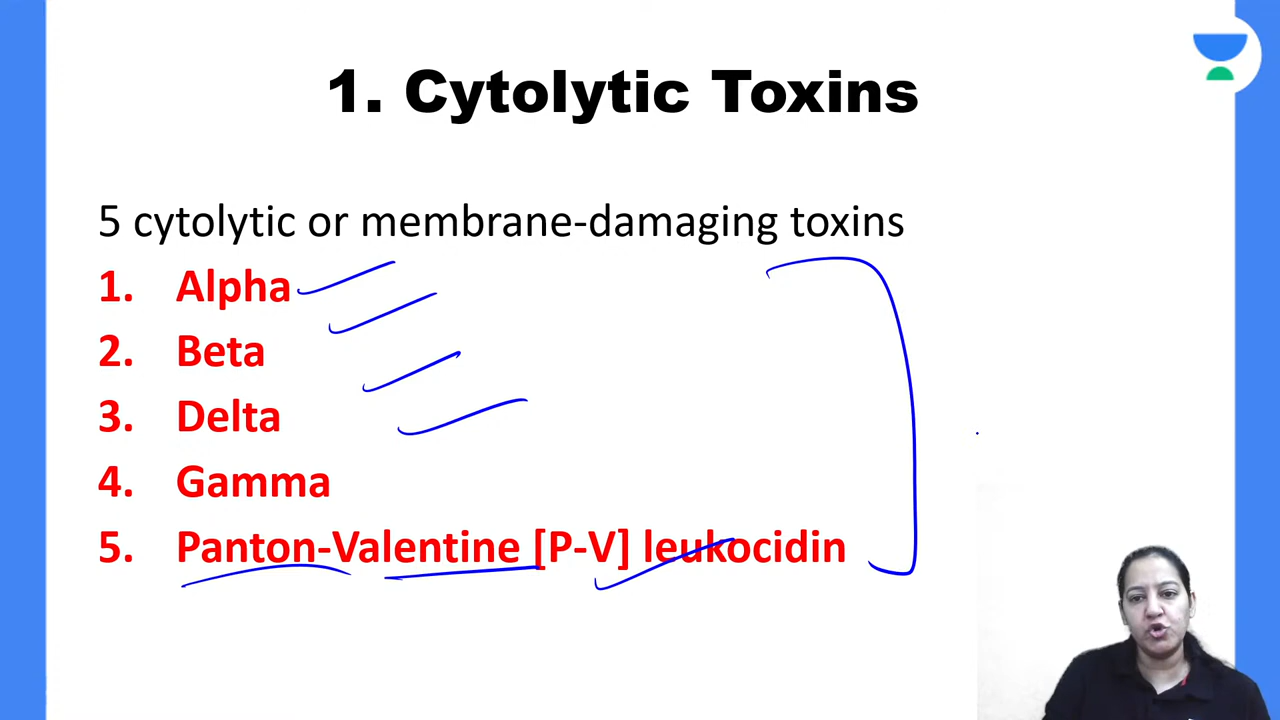 1. Cytolytic Toxins
5 cytolytic or membrane-damaging toxins
1. Alpha
2. Beta
3. Delta
4. Gamma
5. Panton-Valentine [P-V] leukocidin